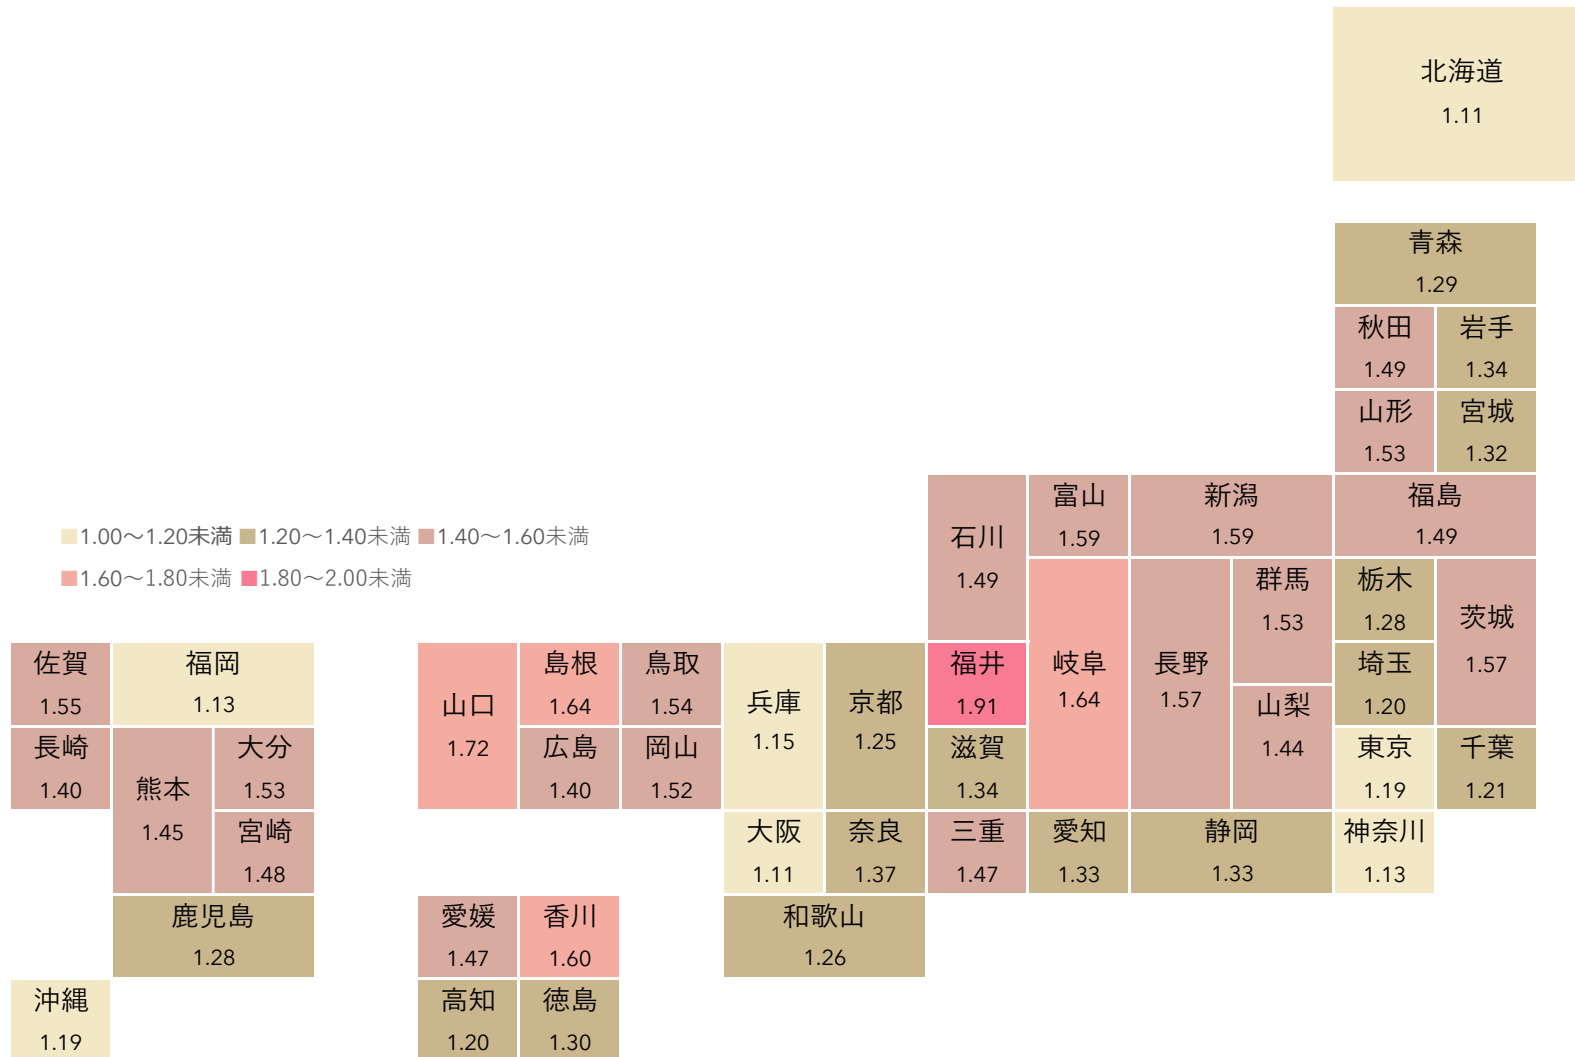 北海道
1.11
青森
1.29
秋田
1.49
岩手
1.34
山形
1.53
宮城
1.32
石川
1.49
富山
1.59
新潟
1.59
福島
1.49
■1.00～1.20未満 ■1.20～1.40未満 ■1.40～1.60未満
■1.60～1.80未満 ■1.80～2.00未満
群馬
1.53
栃木
1.28
茨城
1.57
佐賀
1.55
福岡
1.13
山口
1.72
島根
1.64
鳥取
1.54
兵庫
1.15
京都
1.25
福井
1.91
岐阜
1.64
長野
1.57
山梨
1.44
埼玉
1.20
長崎
1.40
熊本
1.45
大分
1.53
広島
1.40
岡山
1.52
滋賀
1.34
東京
1.19
千葉
1.21
宮崎
1.48
大阪
1.11
奈良
1.37
三重
1.47
愛知
1.33
静岡
1.33
神奈川
1.13
鹿児島
1.28
愛媛
1.47
香川
1.60
和歌山
1.26
沖縄
1.19
高知
1.20
徳島
1.30